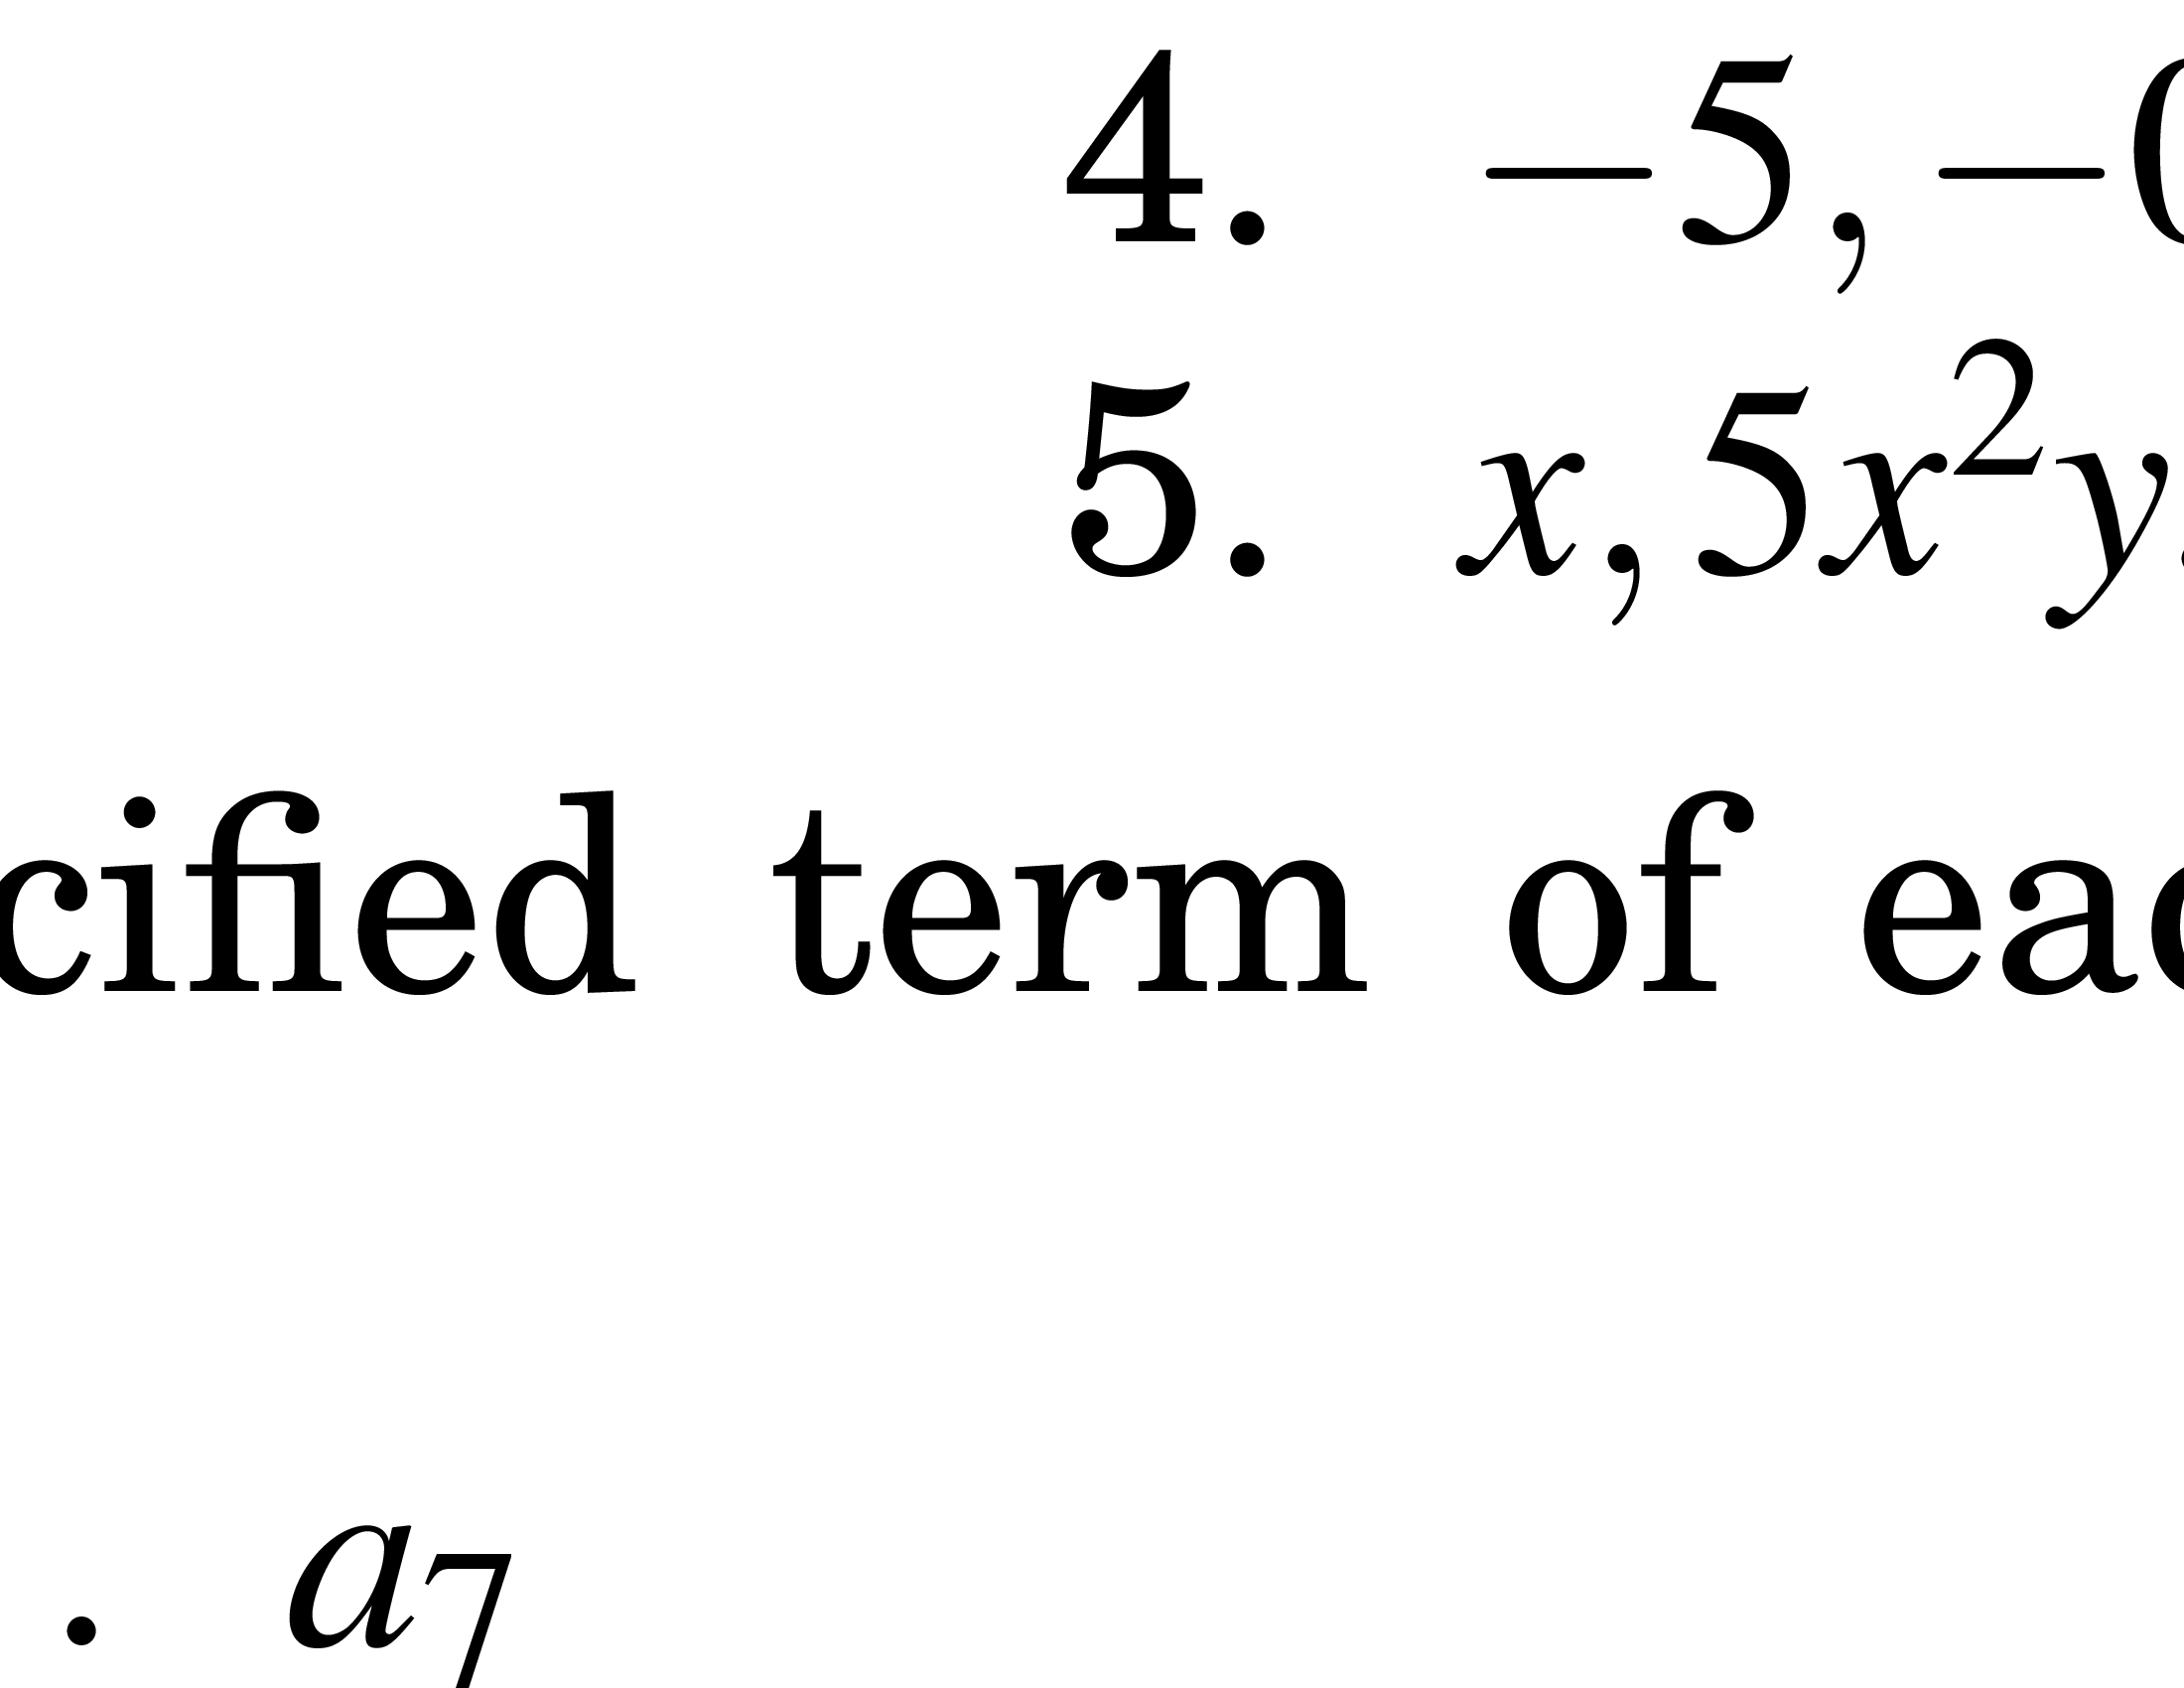 4. −5, −
5. x, 5x²y
cified term of ea
. a₇